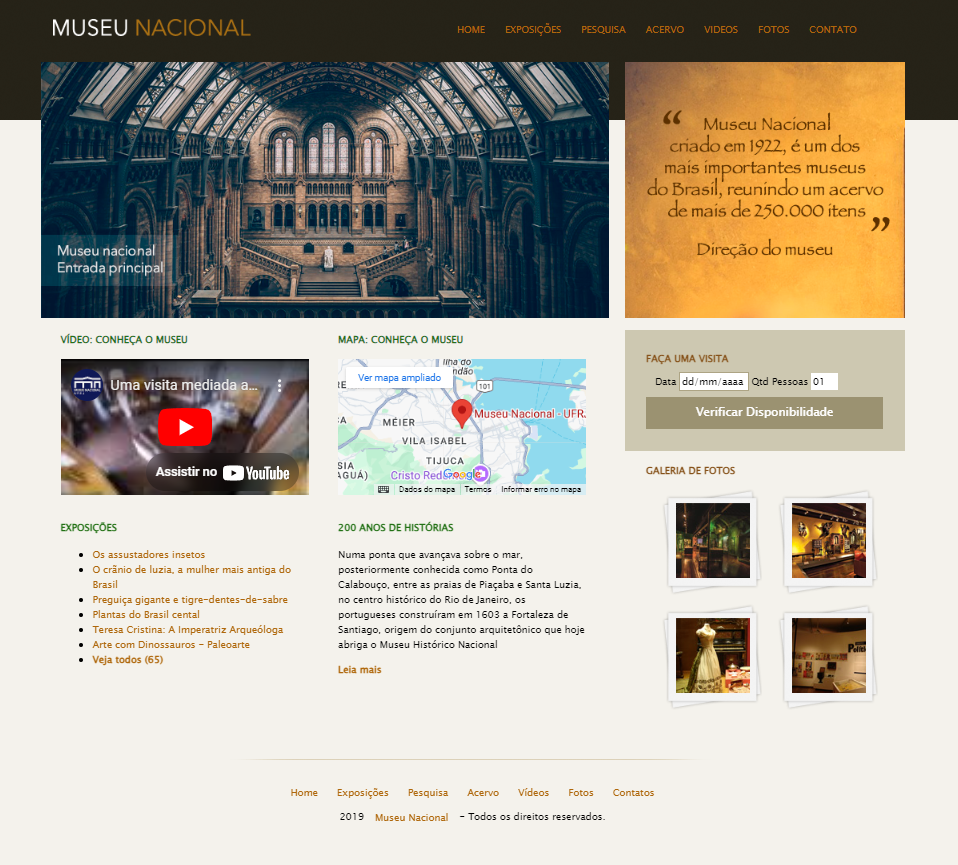 MUSEU NACIONAL
HOME EXPOSIÇÕES PESQUISA ACERVO VIDEOS FOTOS CONTATO
Museu nacional
Entrada principal
“ Museu Nacional
criado em 1922, é um dos
mais importantes museus
do Brasil, reunindo um acervo
de mais de 250.000 itens ”
Direção do museu
VÍDEO: CONHEÇA O MUSEU
Uma visita mediada a...
Assistir no YouTube
MAPA: CONHEÇA O MUSEU
Ver mapa ampliado
Ilha do
101
Museu Nacional - UFR
MÉIER
VILA ISABEL
TIJUCA
Cristo Red
Google
Dados do mapa Termos Informar erro no mapa
FAÇA UMA VISITA
Data dd/mm/aaaa Qtd Pessoas 01
Verificar Disponibilidade
GALERIA DE FOTOS
EXPOSIÇÕES
Os assustadores insetos
O crãnio de luzia, a mulher mais antiga do
Brasil
Preguiça gigante e tigre-dentes-de-sabre
Plantas do Brasil cental
Teresa Cristina: A Imperatriz Arqueóloga
Arte com Dinossauros - Paleoarte
Veja todos (65)
200 ANOS DE HISTÓRIAS
Numa ponta que avançava sobre o mar,
posteriormente conhecida como Ponta do
Calabouço, entre as praias de Piaçaba e Santa Luzia,
no centro histórico do Rio de Janeiro, os
portugueses construíram em 1603 a Fortaleza de
Santiago, origem do conjunto arquitetônico que hoje
abriga o Museu Histórico Nacional
Leia mais
Home Exposições Pesquisa Acervo Vídeos Fotos Contatos
2019 Museu Nacional - Todos os direitos reservados.